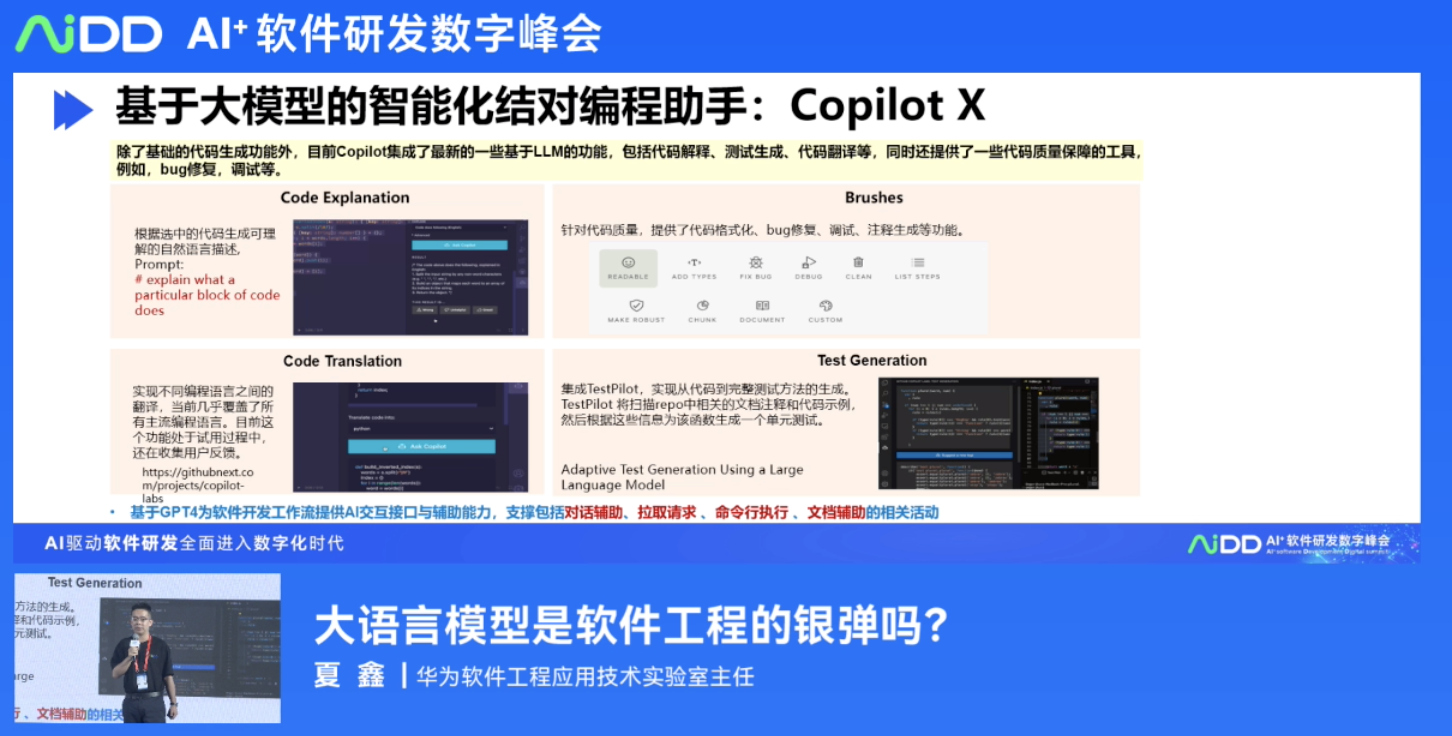 AiDD AI+ 软件研发数字峰会
基于大模型的智能化结对编程助手：Copilot X
除了基础的代码生成功能外，目前Copilot集成了最新的一些基于LLM的功能，包括代码解释、测试生成、代码翻译等，同时还提供了一些代码质量保障的工具，
例如，bug修复，调试等。
Code Explanation
根据选中的代码生成可理
解的自然语言描述,
Prompt:
# explain what a
particular block of code
does
Ask Copilot
Brushes
针对代码质量，提供了代码格式化、bug修复、调试、注释生成等功能。
READABLE
ADD TYPES
FIX BUG
DEBUG
CLEAN
LIST STEPS
MAKE ROBUST
CHUNK
DOCUMENT
CUSTOM
Code Translation
实现不同编程语言之间的
翻译，当前几乎覆盖了所
有主流编程语言。目前这
个功能处于试用过程中，
还在收集用户反馈。
https://githubnext.co
m/projects/copilot-
labs
return index;
Translate code into:
python
Ask Copilot
Test Generation
集成TestPilot，实现从代码到完整测试方法的生成。
TestPilot 将扫描repo中相关的文档注释和代码示例，
然后根据这些信息为该函数生成一个单元测试。
Adaptive Test Generation Using a Large
Language Model
• 基于GPT4为软件开发工作流提供AI交互接口与辅助能力，支撑包括对话辅助、拉取请求 、命令行执行 、文档辅助的相关活动
AI驱动软件研发全面进入数字化时代
AiDD AI+ 软件研发数字峰会
AI+ software Development Digital summit
Test Generation
方法的生成。
释和代码示例，
元测试。
arge
行 、文档辅助的相关
大语言模型是软件工程的银弹吗？
夏 鑫 | 华为软件工程应用技术实验室主任